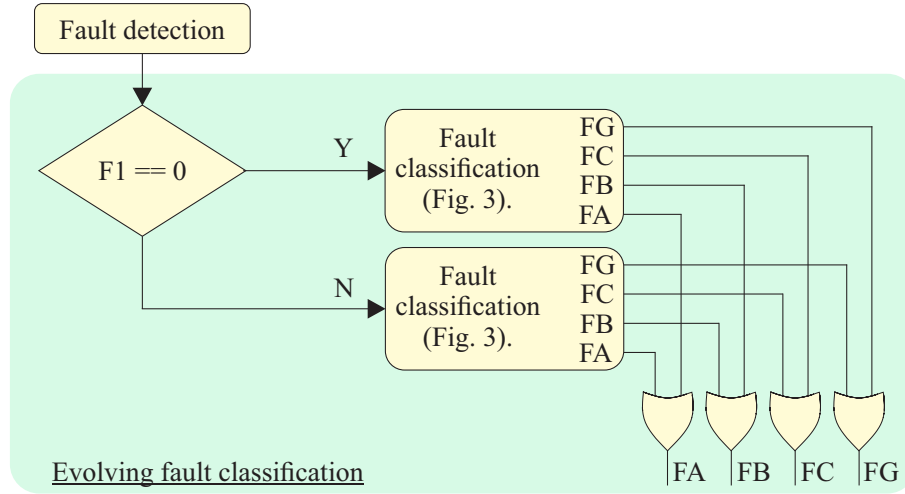 Fault detection
F1 == 0
Y
N
Fault
classification
(Fig. 3).
FG
FC
FB
FA
Fault
classification
(Fig. 3).
FG
FC
FB
FA
Evolving fault classification
FA
FB
FC
FG